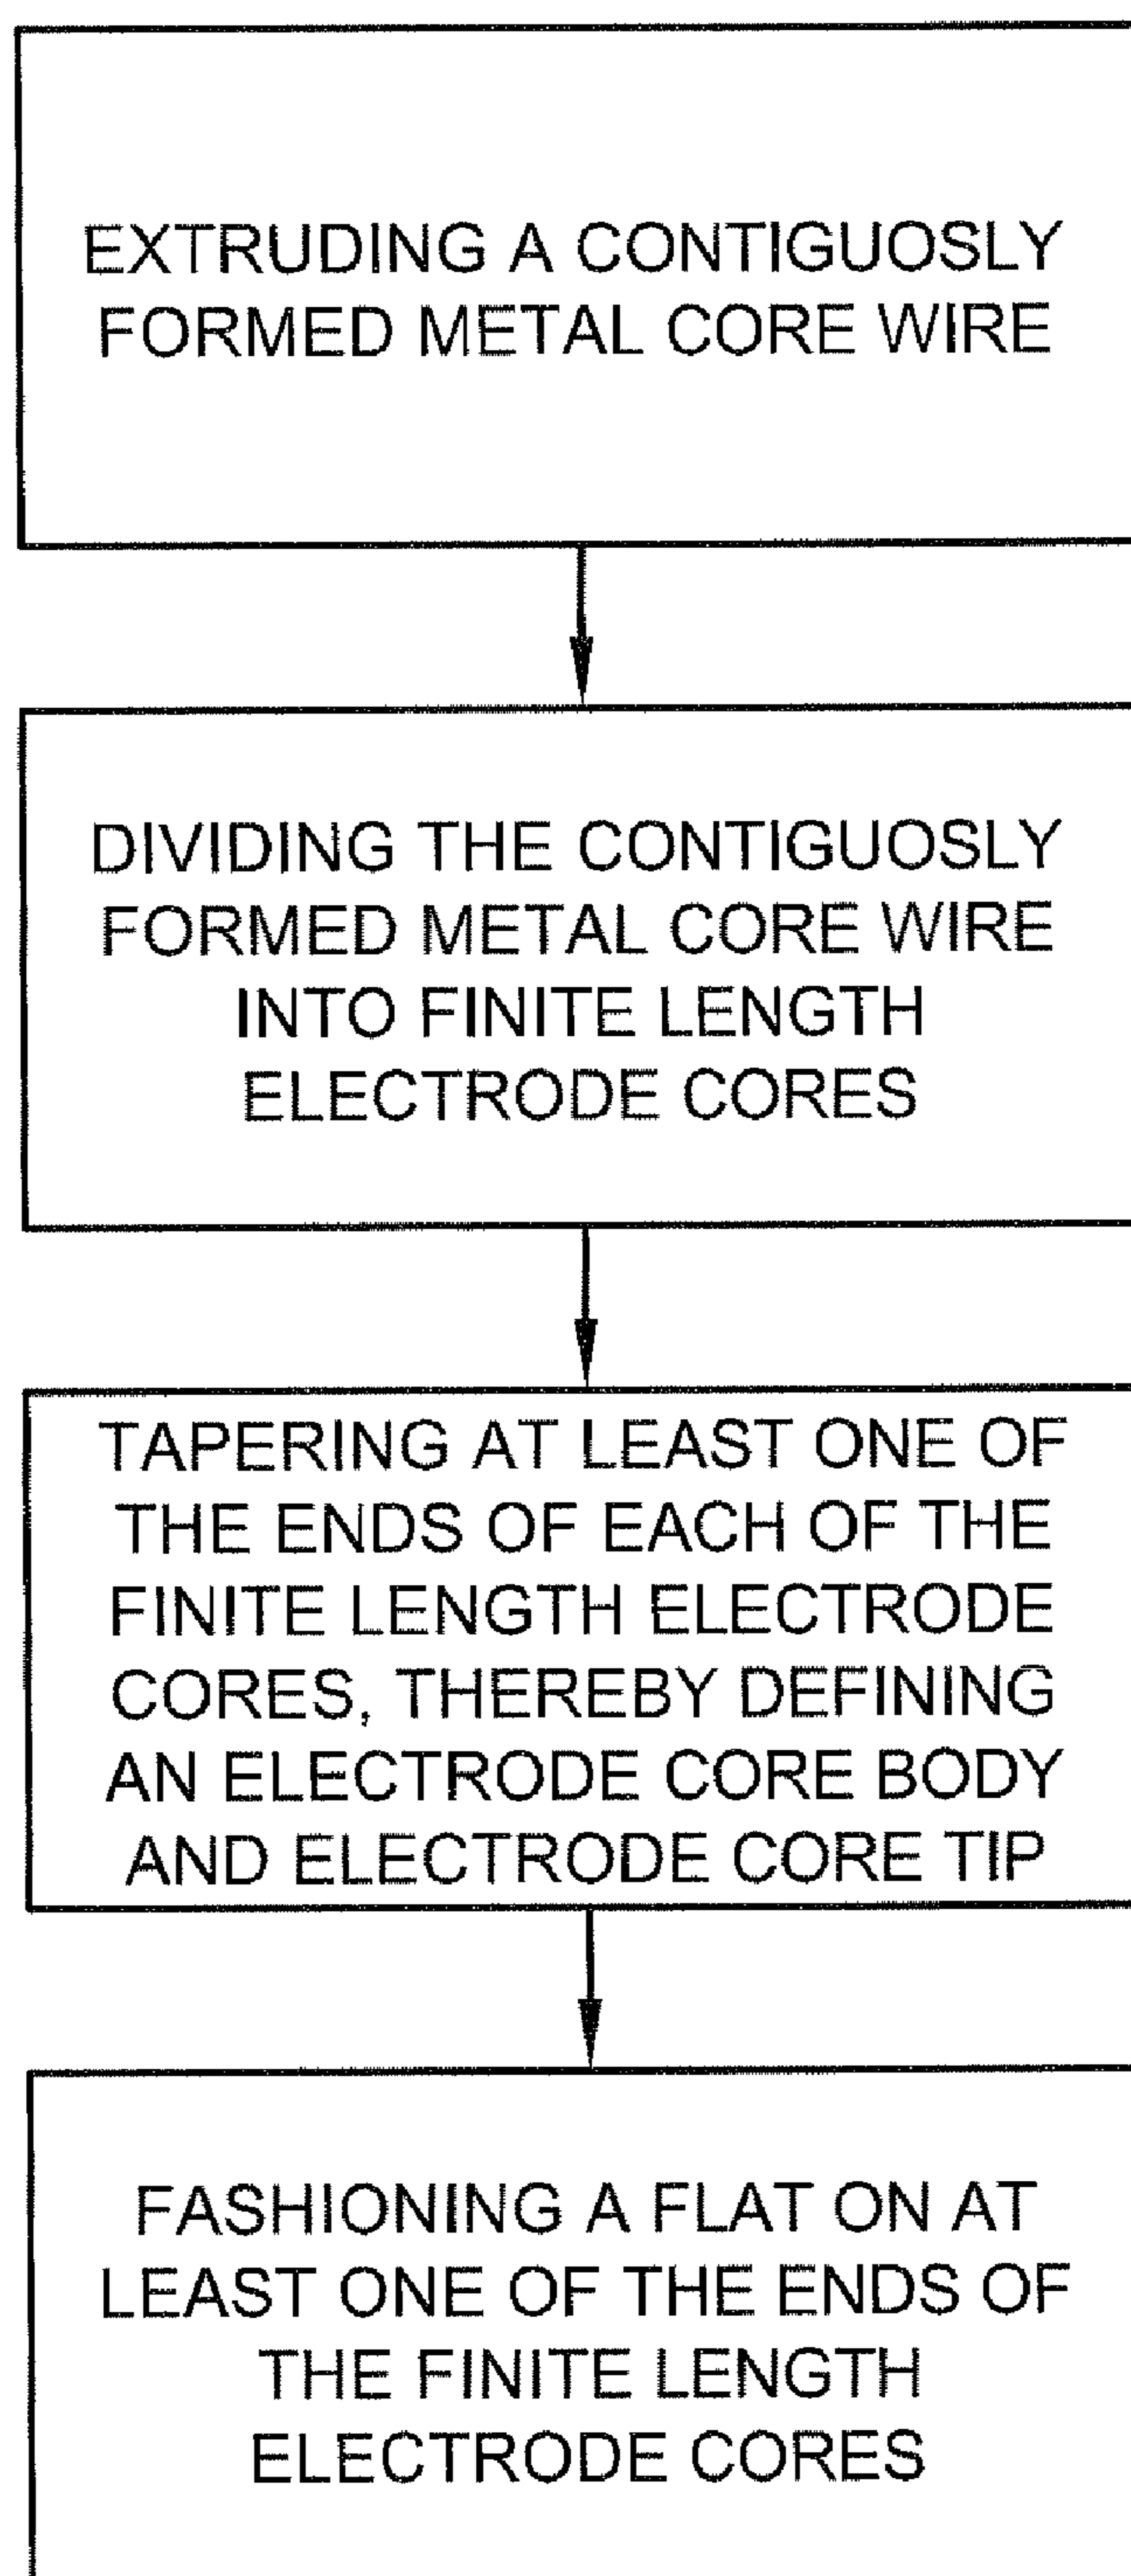 EXTRUDING A CONTIGUOSLY
FORMED METAL CORE WIRE
DIVIDING THE CONTIGUOSLY
FORMED METAL CORE WIRE
INTO FINITE LENGTH
ELECTRODE CORES
TAPERING AT LEAST ONE OF
THE ENDS OF EACH OF THE
FINITE LENGTH ELECTRODE
CORES, THEREBY DEFINING
AN ELECTRODE CORE BODY
AND ELECTRODE CORE TIP
FASHIONING A FLAT ON AT
LEAST ONE OF THE ENDS OF
THE FINITE LENGTH
ELECTRODE CORES